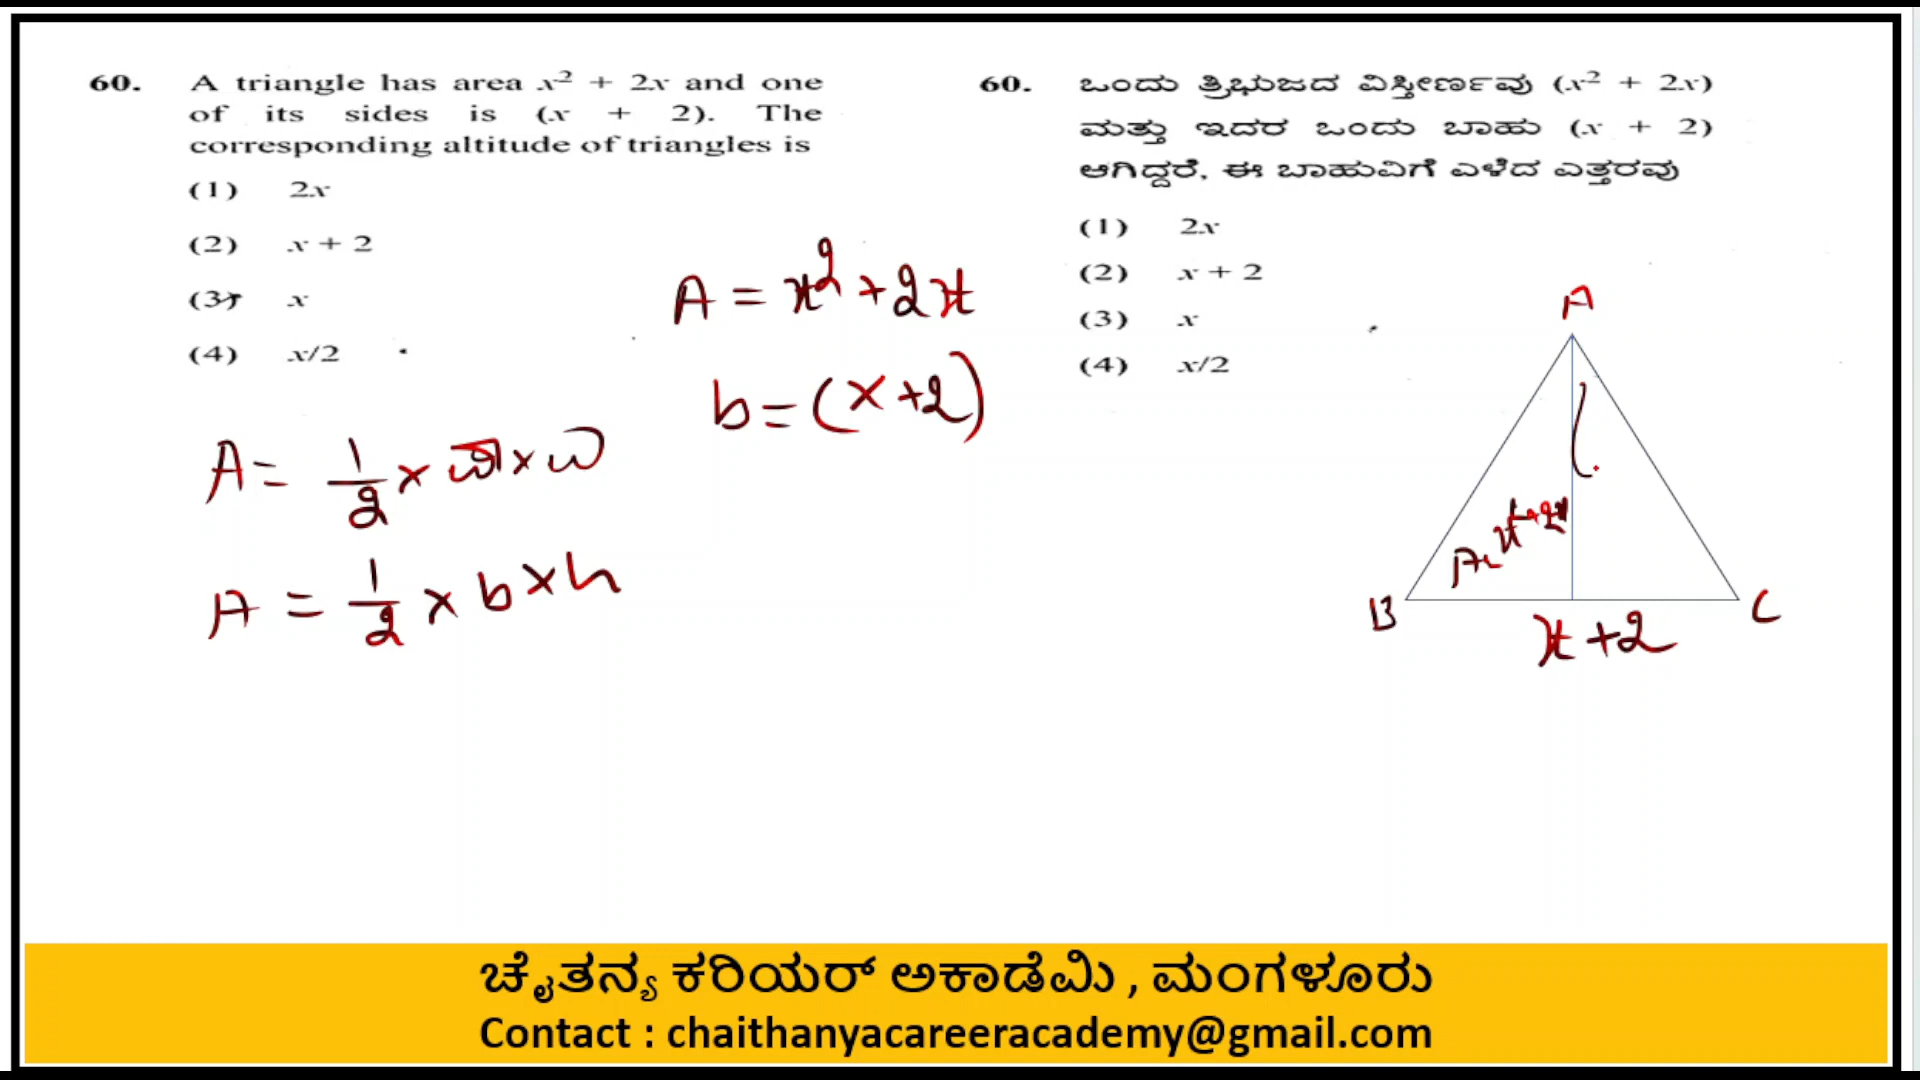 60. A triangle has area x² + 2x and one
of its sides is (x + 2). The
corresponding altitude of triangles is
(1) 2x
(2) x + 2
(3) x
(4) x/2
60. ಒಂದು ತ್ರಿಭುಜದ ವಿಸ್ತೀರ್ಣವು (x² + 2x)
ಮತ್ತು ಇದರ ಒಂದು ಬಾಹು (x + 2)
ಆಗಿದ್ದರೆ, ಈ ಬಾಹುವಿಗೆ ಎಳೆದ ಎತ್ತರವು
(1) 2x
(2) x + 2
(3) x
(4) x/2
A = x² + 2x
b = (x + 2)
A = 1/2 ×
A = 1/2 × b × h
A
B
C
x + 2
ಚೈತನ್ಯ ಕರಿಯರ್ ಅಕಾಡೆಮಿ , ಮಂಗಳೂರು
Contact : chaithanyacareeracademy@gmail.com